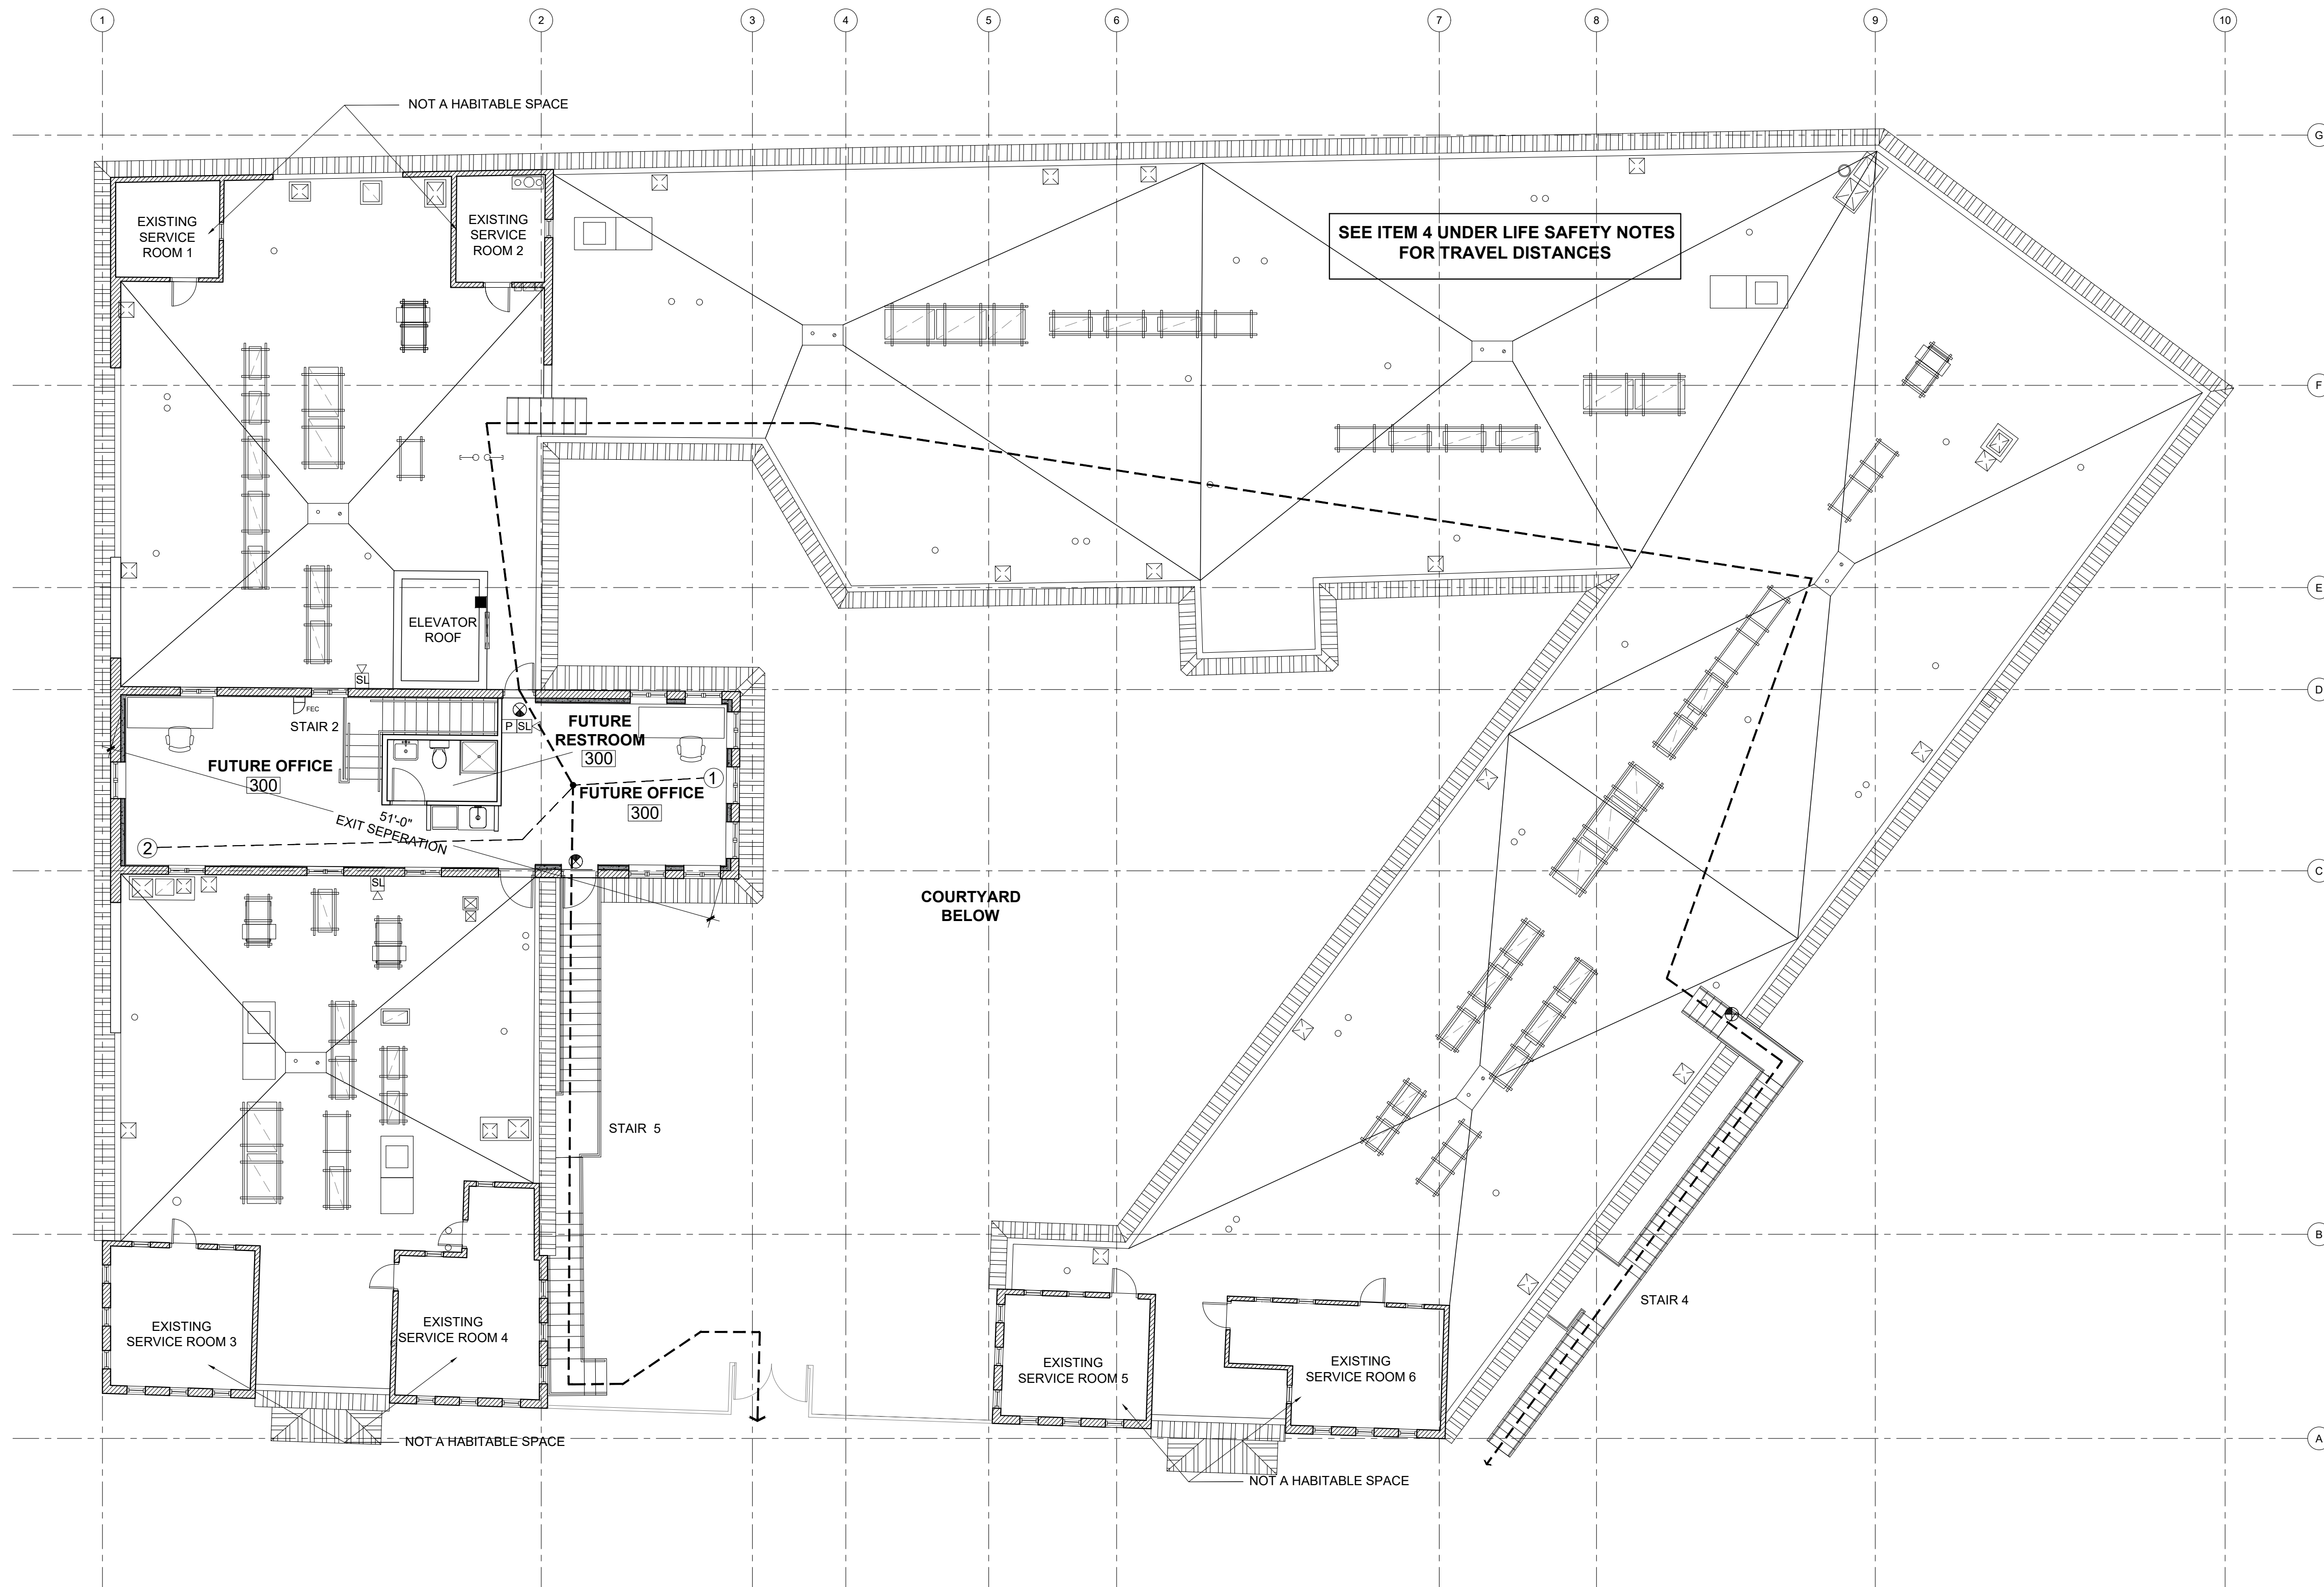 1
2
3
4
5
6
7
8
9
10
NOT A HABITABLE SPACE
G
EXISTING
SERVICE
ROOM 1
EXISTING
SERVICE
ROOM 2
SEE ITEM 4 UNDER LIFE SAFETY NOTES
FOR TRAVEL DISTANCES
F
E
ELEVATOR
ROOF
SL
D
FEC
STAIR 2
P SL
FUTURE
RESTROOM
300
FUTURE OFFICE
300
1
FUTURE OFFICE
300
51'-0"
EXIT SEPERATION
2
C
SL
COURTYARD
BELOW
STAIR 5
B
STAIR 4
EXISTING
SERVICE ROOM 3
EXISTING
SERVICE ROOM 4
EXISTING
SERVICE ROOM 5
EXISTING
SERVICE ROOM 6
A
NOT A HABITABLE SPACE
NOT A HABITABLE SPACE